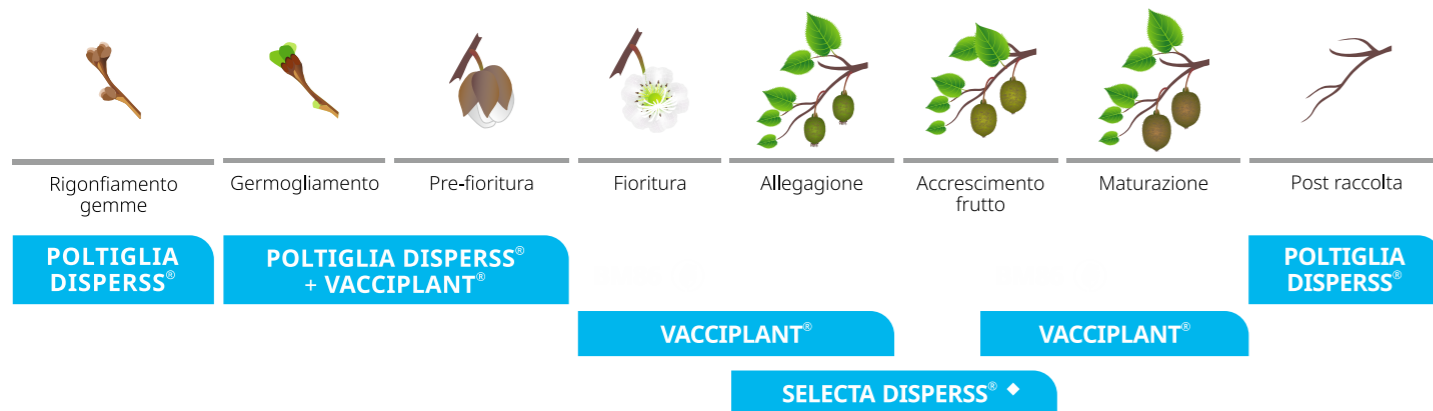 Rigonfiamento
gemme
Germogliamento
Pre-fioritura
Fioritura
Allegagione
Accrescimento
frutto
Maturazione
Post raccolta
POLTIGLIA
DISPERSS®
POLTIGLIA DISPERSS®
+ VACCIPLANT®
POLTIGLIA
DISPERSS®
VACCIPLANT®
VACCIPLANT®
SELECTA DISPERSS® ◆